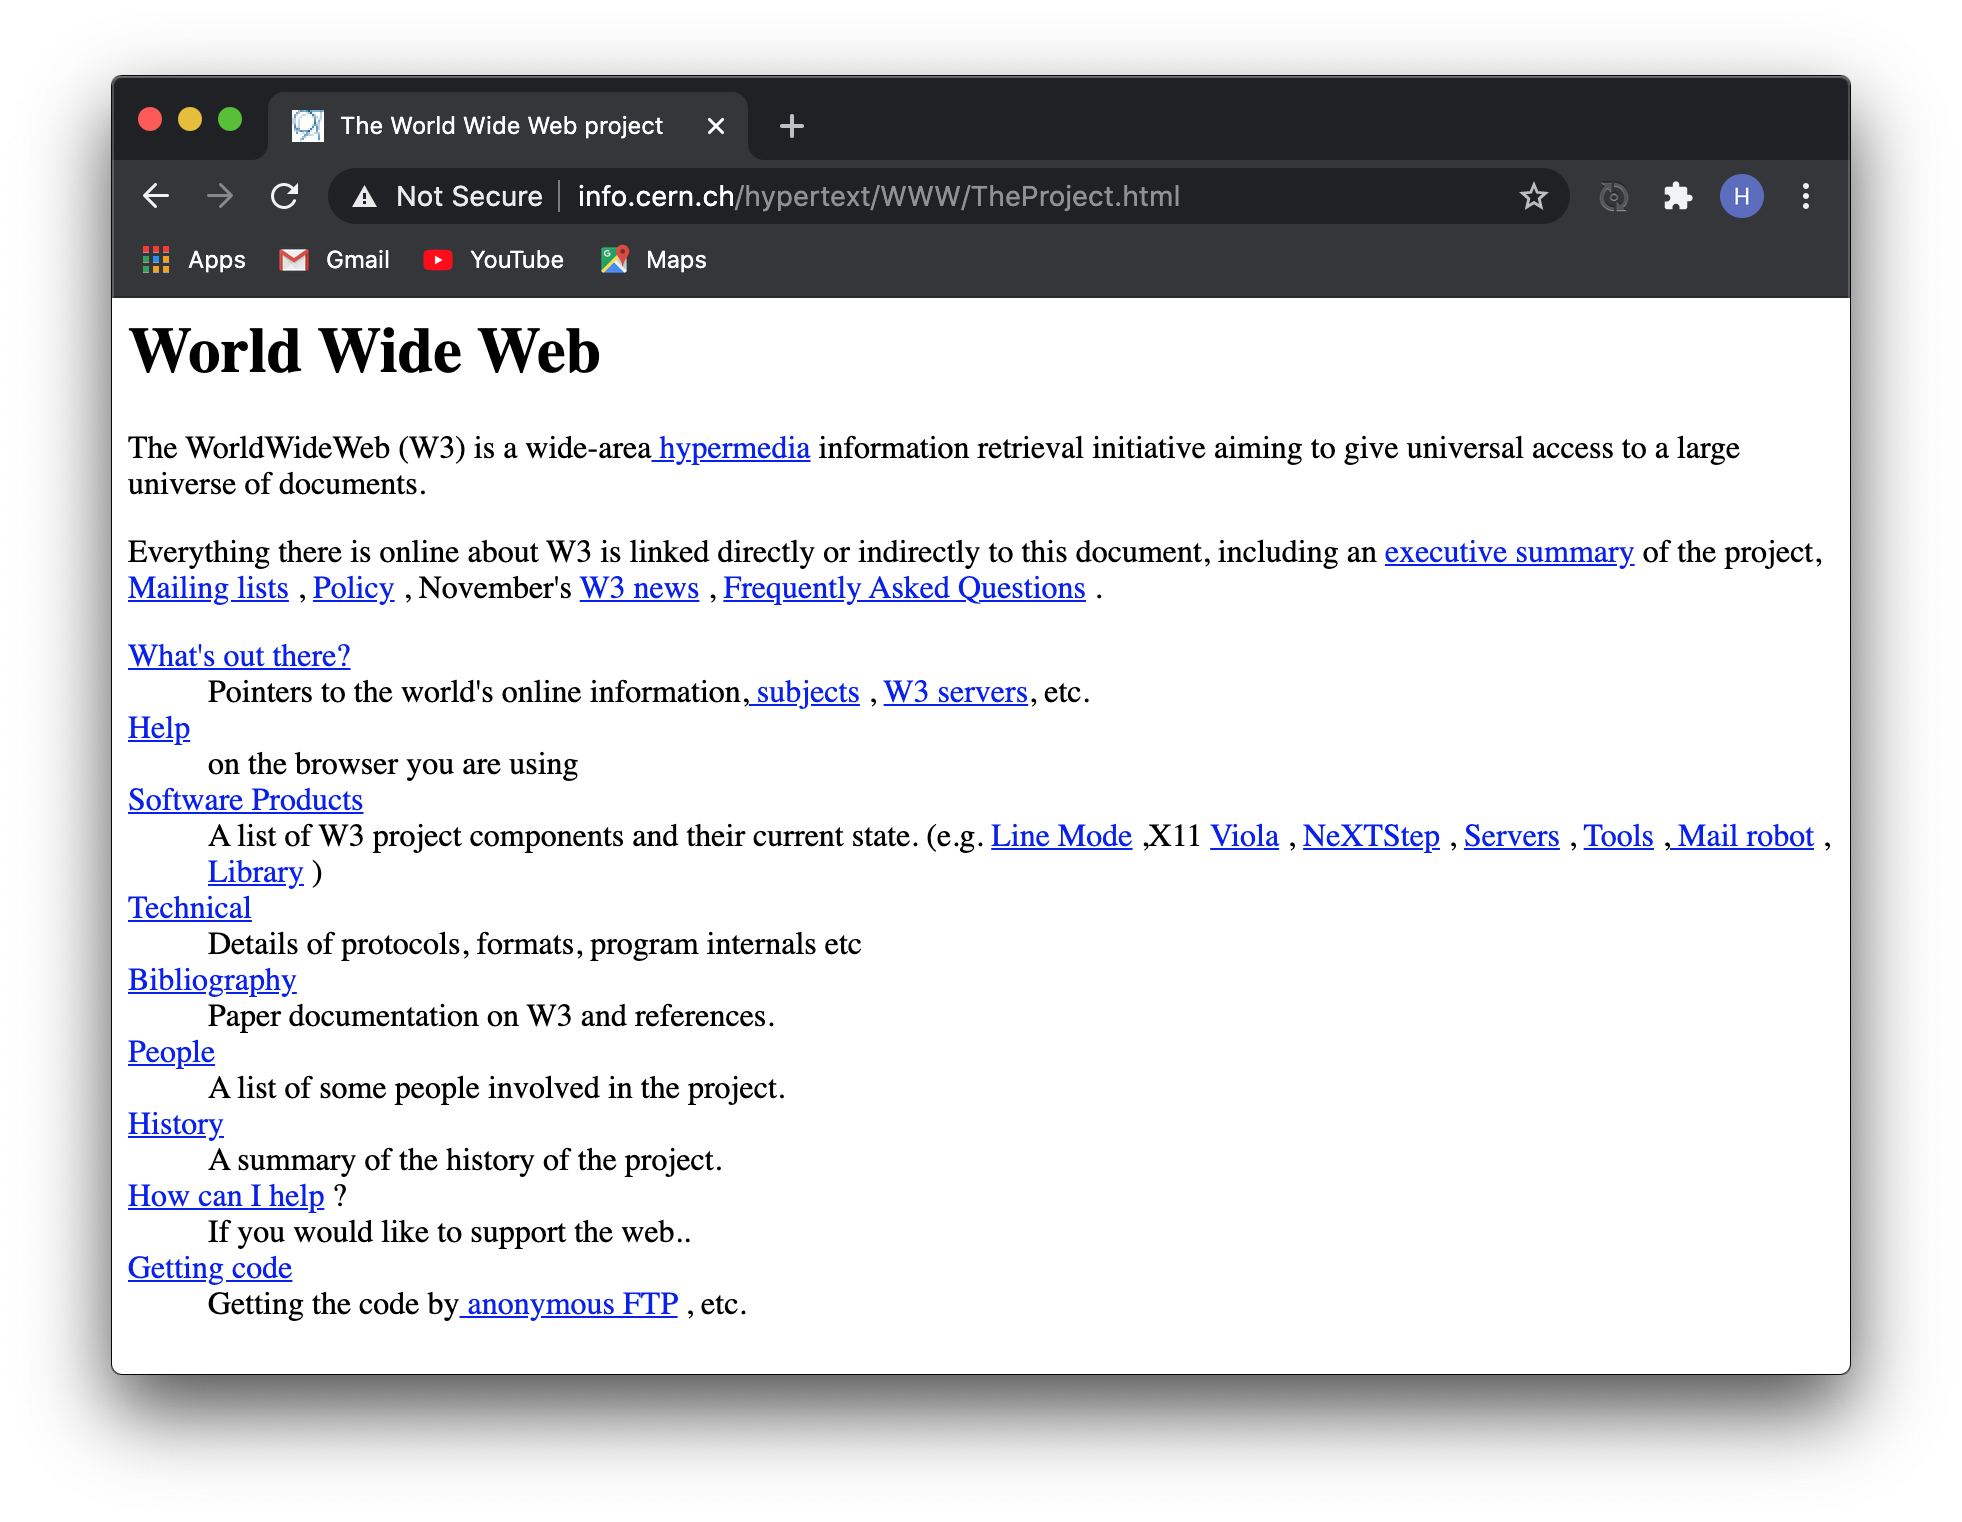 The World Wide Web project
Not Secure info.cern.ch/hypertext/WWW/TheProject.html H
Apps Gmail YouTube Maps
World Wide Web
The WorldWideWeb (W3) is a wide-area hypermedia information retrieval initiative aiming to give universal access to a large
universe of documents.
Everything there is online about W3 is linked directly or indirectly to this document, including an executive summary of the project,
Mailing lists , Policy , November's W3 news , Frequently Asked Questions .
What's out there?
Pointers to the world's online information, subjects , W3 servers, etc.
Help
on the browser you are using
Software Products
A list of W3 project components and their current state. (e.g. Line Mode ,X11 Viola , NeXTStep , Servers , Tools , Mail robot ,
Library )
Technical
Details of protocols, formats, program internals etc
Bibliography
Paper documentation on W3 and references.
People
A list of some people involved in the project.
History
A summary of the history of the project.
How can I help ?
If you would like to support the web..
Getting code
Getting the code by anonymous FTP , etc.